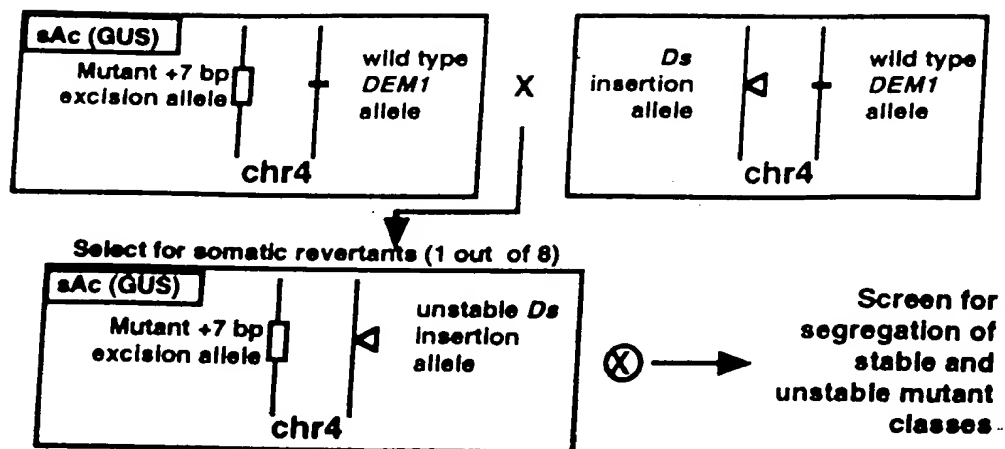 sAc (GUS)
Mutant +7 bp
excision allele
wild type
DEM1
allele
chr4
X
Ds
insertion
allele
wild type
DEM1
allele
chr4
Select for somatic revertants (1 out of 8)
sAc (GUS)
Mutant +7 bp
excision allele
unstable Ds
insertion
allele
chr4
X
Screen for
segregation of
stable and
unstable mutant
classes